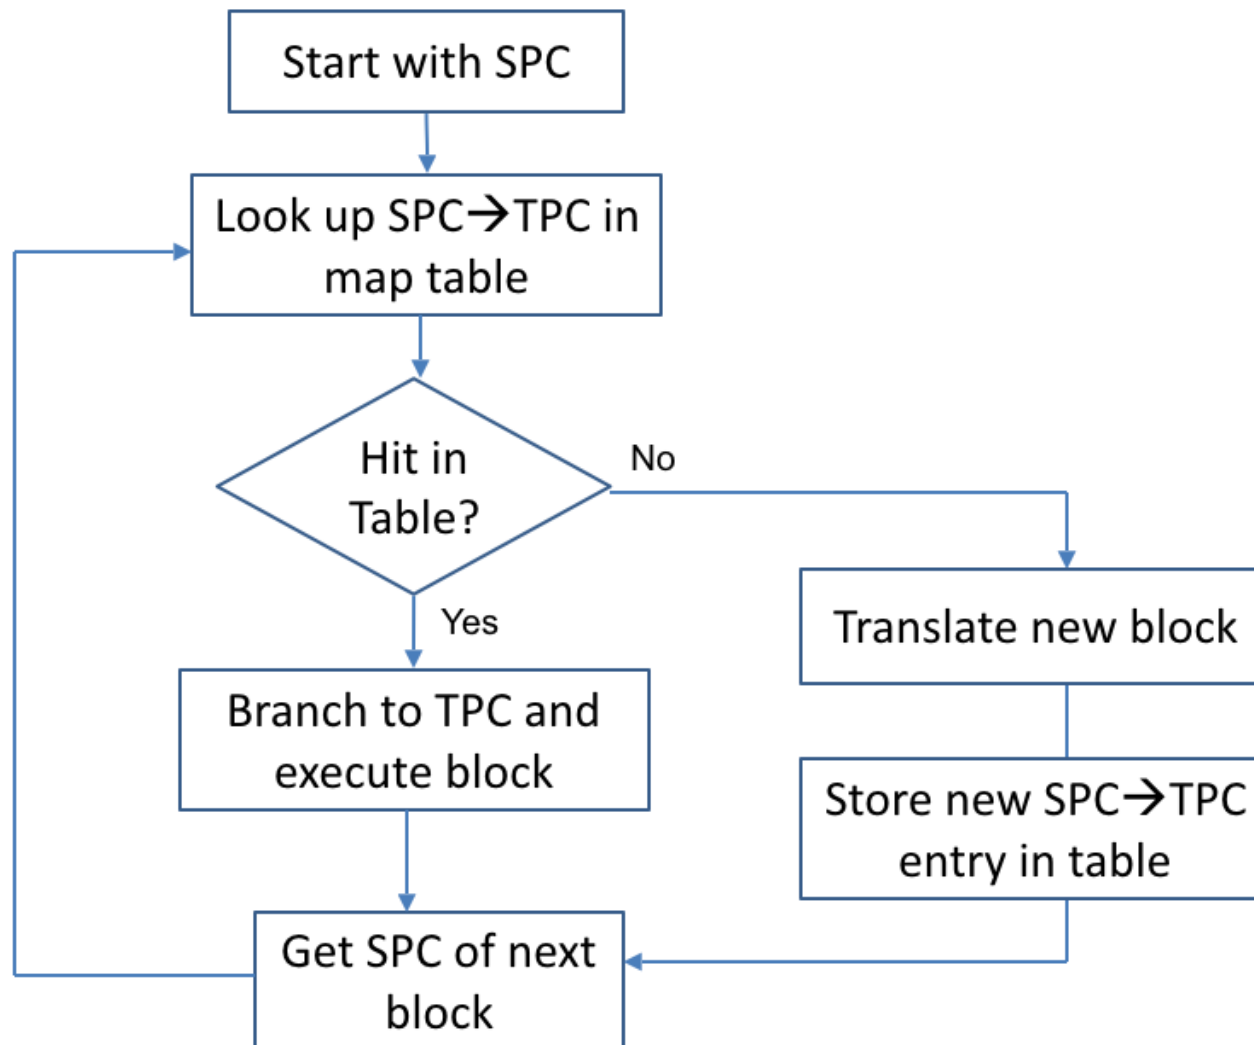 Start with SPC
Look up SPC→TPC in
map table
Hit in
Table?
No
Yes
Translate new block
Branch to TPC and
execute block
Store new SPC→TPC
entry in table
Get SPC of next
block